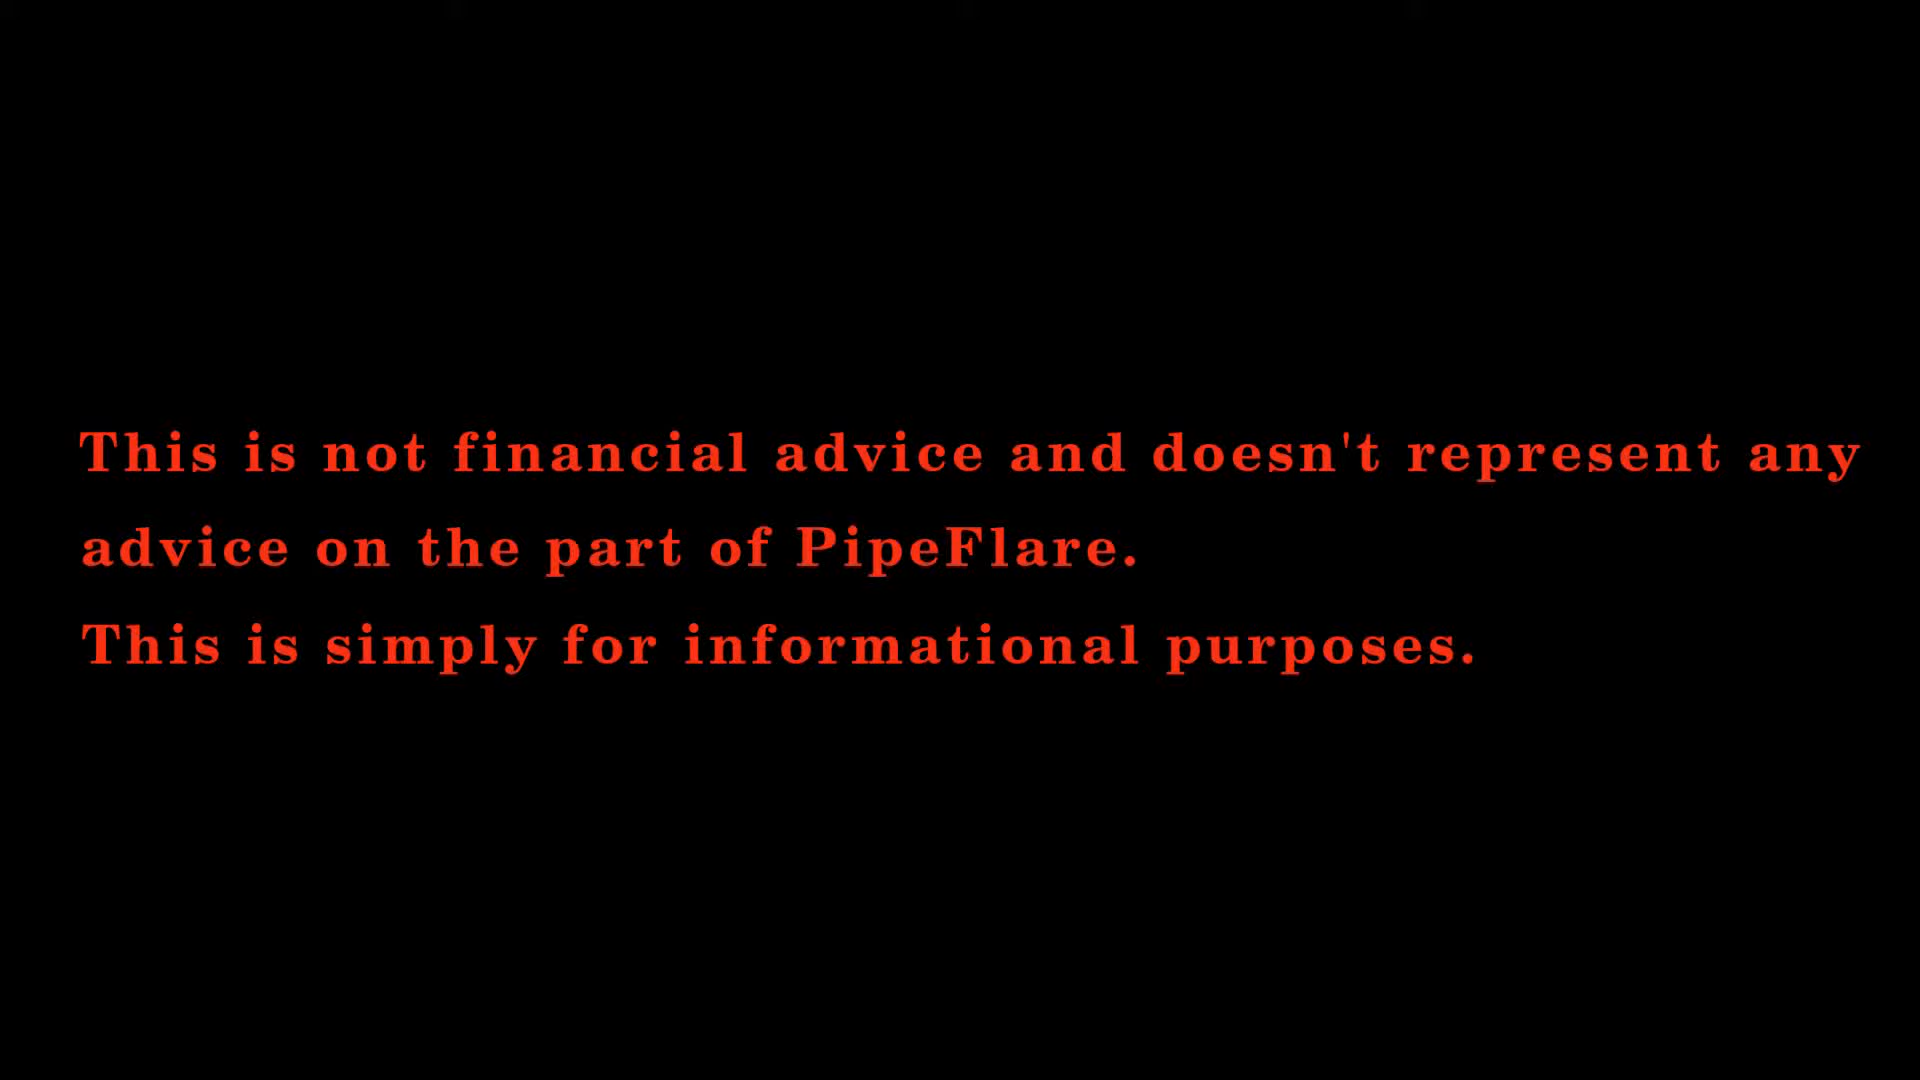 This is not financial advice and doesn't represent any
advice on the part of PipeFlare.
This is simply for informational purposes.